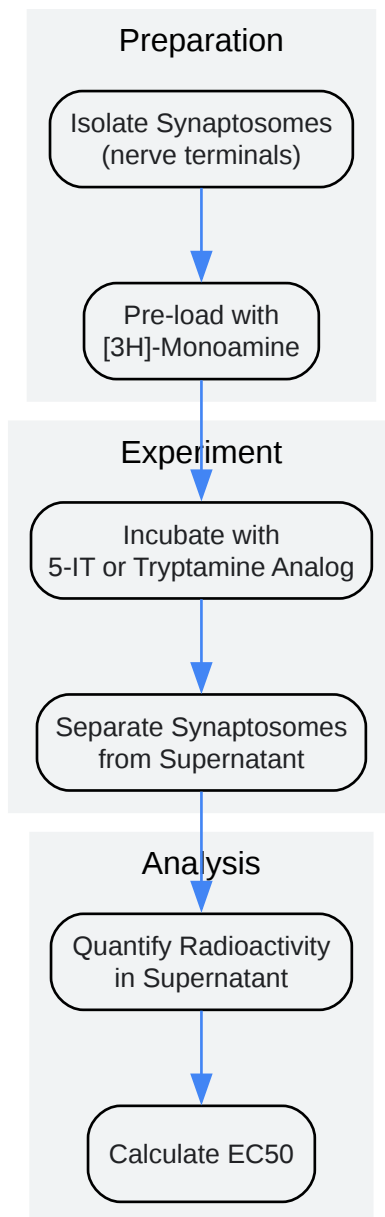 Preparation
Isolate Synaptosomes
(nerve terminals)
Pre-load with
[3H]-Monoamine
Experiment
Incubate with
5-IT or Tryptamine Analog
Separate Synaptosomes
from Supernatant
Analysis
Quantify Radioactivity
in Supernatant
Calculate EC50